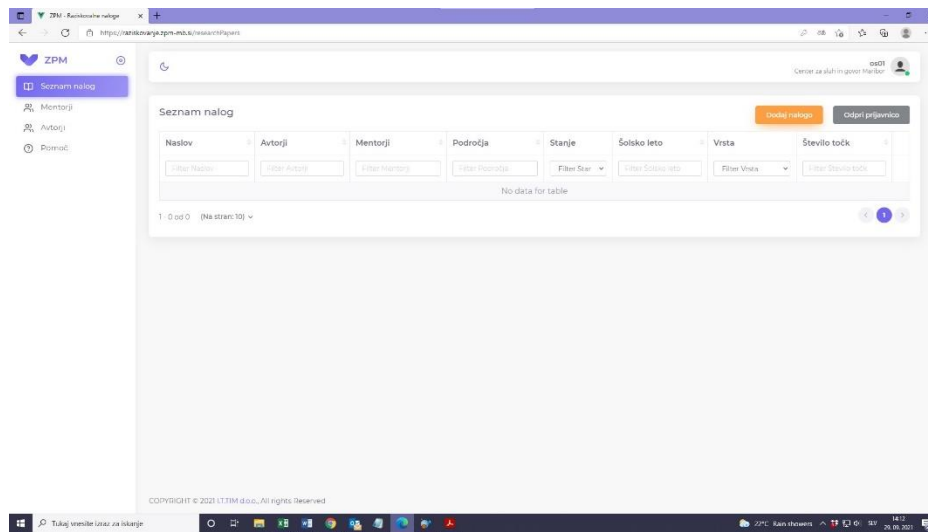 ZPM - Raziskovalne naloge
https://raziskovanje.zpm-mb.si/researchPapers
ZPM
os01
Center za sluh in govor Maribor
Seznam nalog
Mentorji
Avtorji
Pomoč
Seznam nalog
Dodaj nalogo
Odpri prijavnico
Naslov Avtorji Mentorji Področja Stanje Šolsko leto Vrsta Število točk
Filter Naslov Filter Avtorji Filter Mentorji Filter Področja Filter Star Filter Šolsko leto Filter Vrsta Filter Število točk
No data for table
1 - 0 od 0 (Na stran: 10)
1
COPYRIGHT © 2021 I.T.TIM d.o.o., All rights Reserved
Tukaj vnesite izraz za iskanje
22°C Rain showers
SLV
14:12
29. 09. 2021